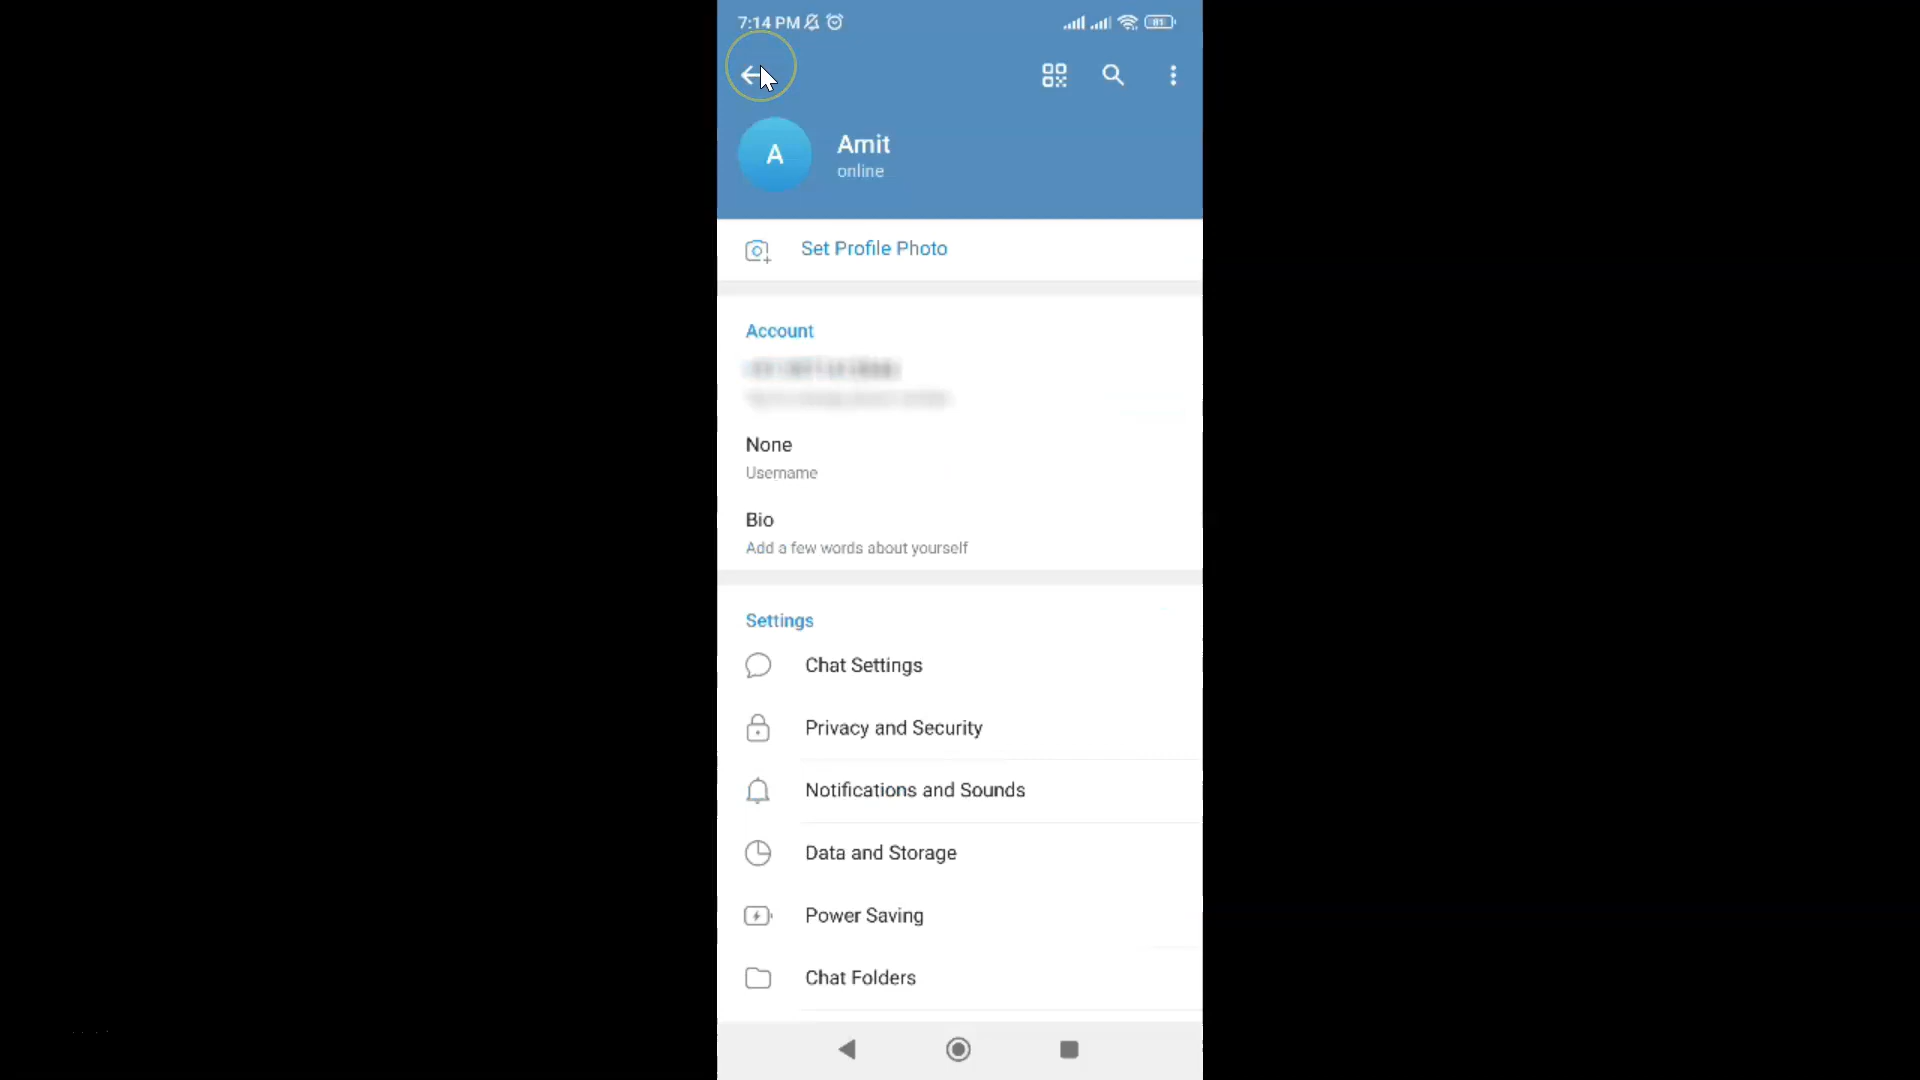 7:14 PM
81
A
Amit
online
Set Profile Photo
Account
None
Username
Bio
Add a few words about yourself
Settings
Chat Settings
Privacy and Security
Notifications and Sounds
Data and Storage
Power Saving
Chat Folders